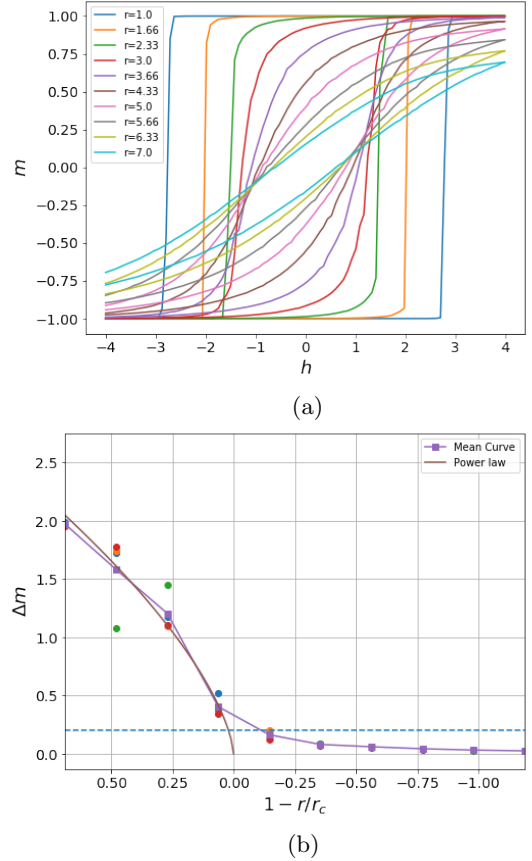 1.00
0.75
0.50
0.25
0.00
−0.25
−0.50
−0.75
−1.00
m
r=1.0
r=1.66
r=2.33
r=3.0
r=3.66
r=4.33
r=5.0
r=5.66
r=6.33
r=7.0
−4 −3 −2 −1 0 1 2 3 4
h
(a)
2.5
2.0
1.5
1.0
0.5
0.0
Δm
Mean Curve
Power law
0.50 0.25 0.00 −0.25 −0.50 −0.75 −1.00
1 − r/r_c
(b)